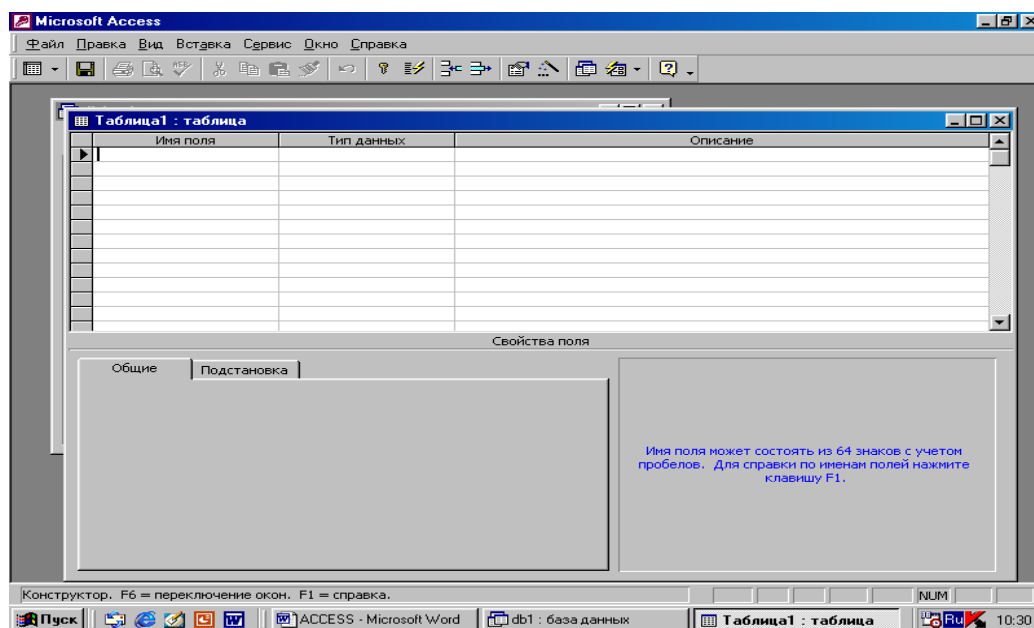 Microsoft Access
Файл Правка Вид Вставка Сервис Окно Справка
Таблица1 : таблица
Имя поля Тип данных Описание
Свойства поля
Общие Подстановка
Имя поля может состоять из 64 знаков с учетом
пробелов. Для справки по именам полей нажмите
клавишу F1.
Конструктор. F6 = переключение окон. F1 = справка. NUM
Пуск ACCESS - Microsoft Word db1 : база данных Таблица1 : таблица Ru 10:30